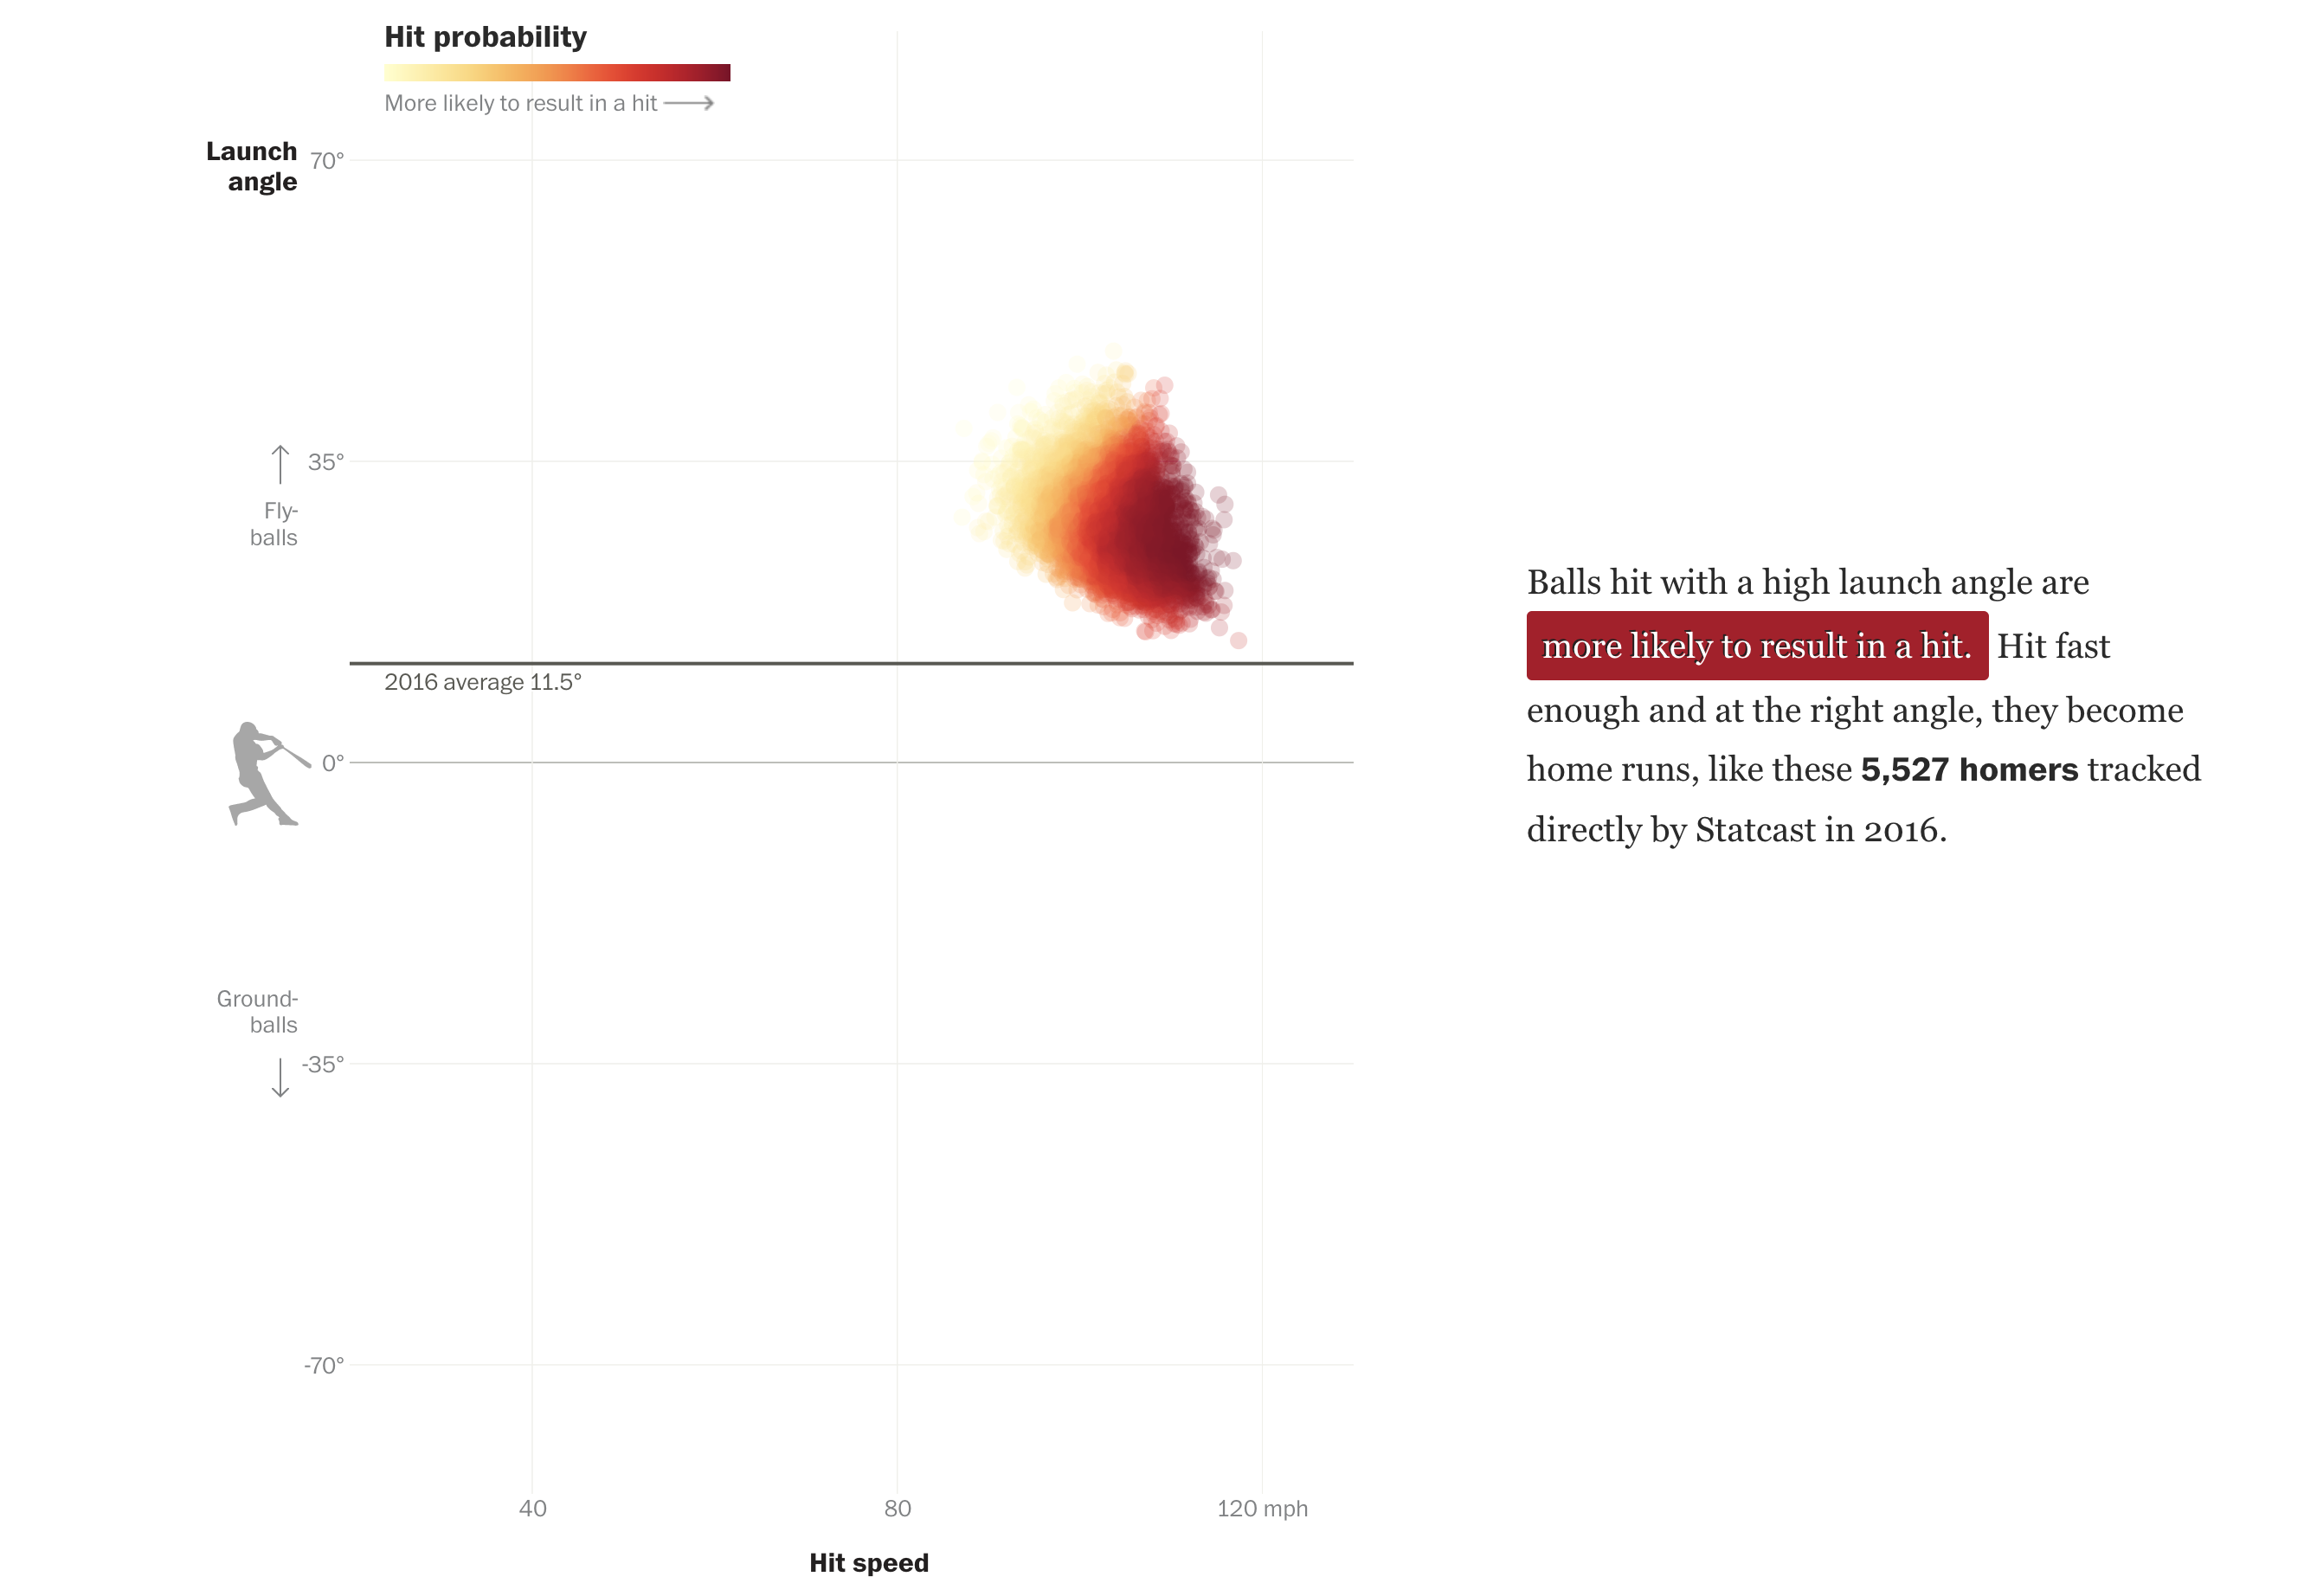 Hit probability
More likely to result in a hit
Launch
angle
70°
35°
Fly-
balls
2016 average 11.5°
0°
Ground-
balls
-35°
-70°
40
80
120 mph
Hit speed
Balls hit with a high launch angle are
more likely to result in a hit. Hit fast
enough and at the right angle, they become
home runs, like these 5,527 homers tracked
directly by Statcast in 2016.